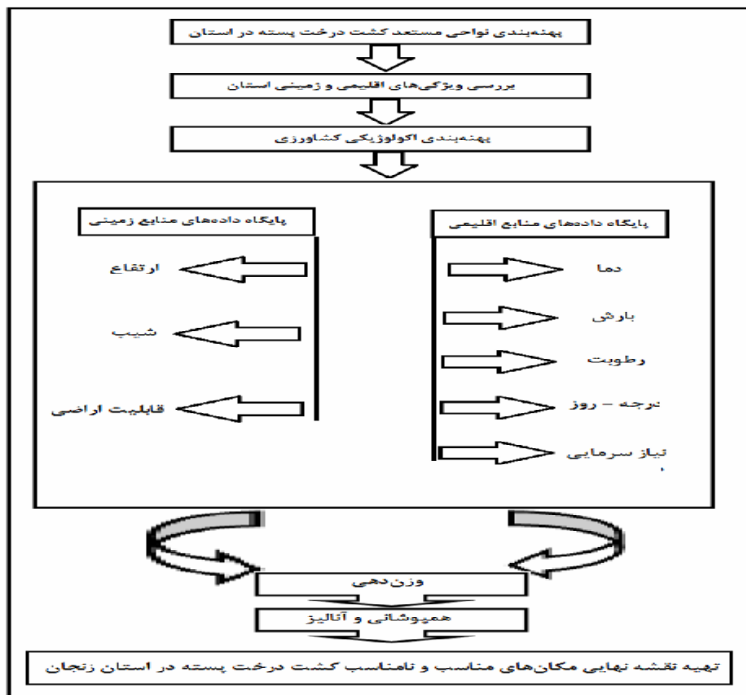 پهنه‌بندی نواحی مستعد کشت درخت پسته در استان
بررسی ویژگی‌های اقلیمی و زمینی استان
پهنه‌بندی اکولوژیکی کشاورزی
پایگاه داده‌های منابع اقلیمی
دما
بارش
رطوبت
درجه – روز
نیاز سرمایی
پایگاه داده‌های منابع زمینی
ارتفاع
شیب
قابلیت اراضی
وزن‌دهی
همپوشانی و آنالیز
تهیه نقشه نهایی مکان‌های مناسب و نامناسب کشت درخت پسته در استان زنجان